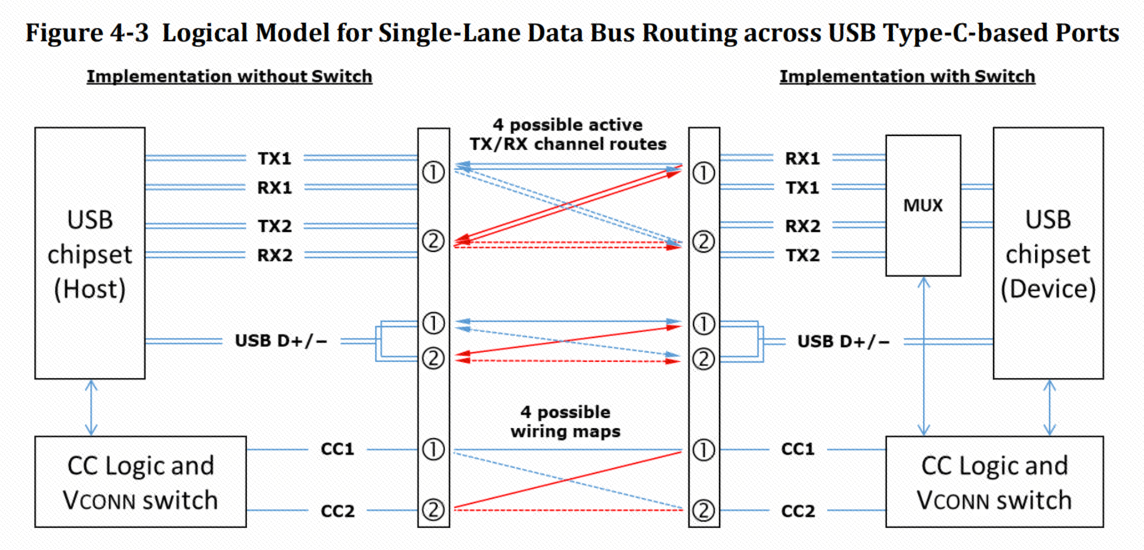 Figure 4-3 Logical Model for Single-Lane Data Bus Routing across USB Type-C-based Ports
Implementation without Switch
Implementation with Switch
4 possible active
TX/RX channel routes
USB
chipset
(Host)
TX1
RX1
TX2
RX2
USB D+/−
①
②
①
②
①
②
RX1
TX1
RX2
TX2
MUX
USB
chipset
(Device)
①
②
USB D+/−
4 possible
wiring maps
CC Logic and
VCONN switch
CC1
CC2
①
②
①
②
CC1
CC2
CC Logic and
VCONN switch